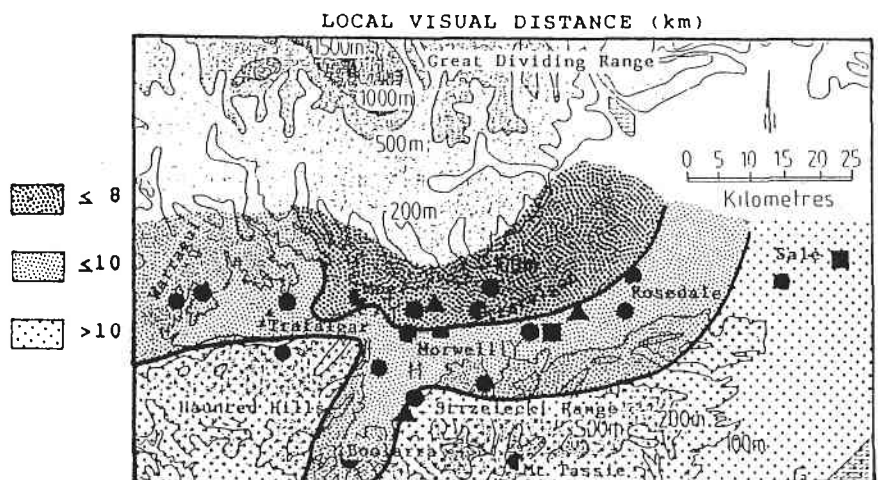 LOCAL VISUAL DISTANCE (km)
1500m
Great Dividing Range
1000m
500m
200m
0 5 10 15 20 25
Kilometres
≤ 8
≤10
>10
Warragul
Trafalgar
Morwell
Rosedale
Sale
Haunted Hills
Strzelecki Range
500m
200m
100m
Boolarra
Mt. Tassie